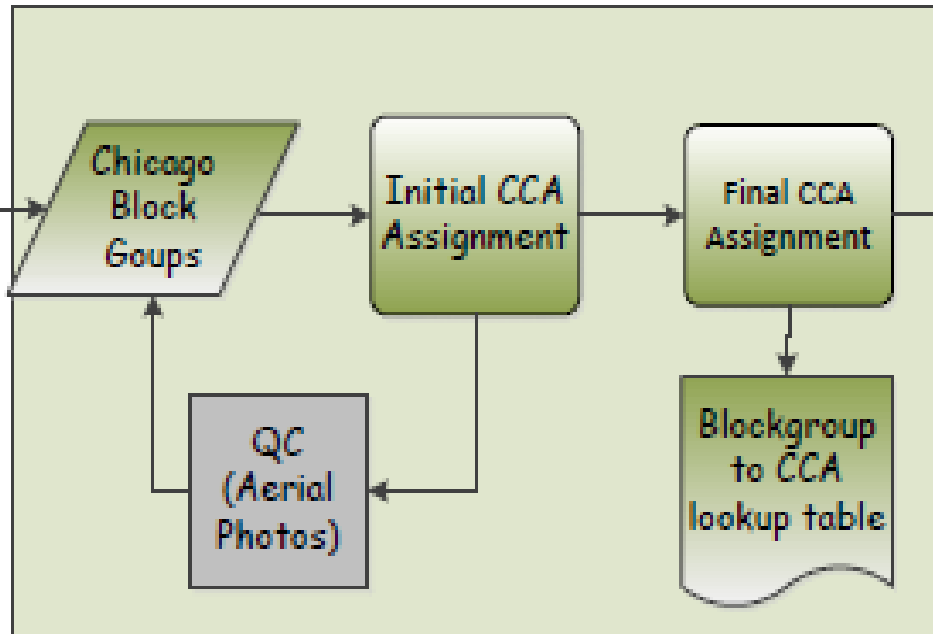 Chicago
Block
Goups
Initial CCA
Assignment
Final CCA
Assignment
QC
(Aerial
Photos)
Blockgroup
to CCA
lookup table